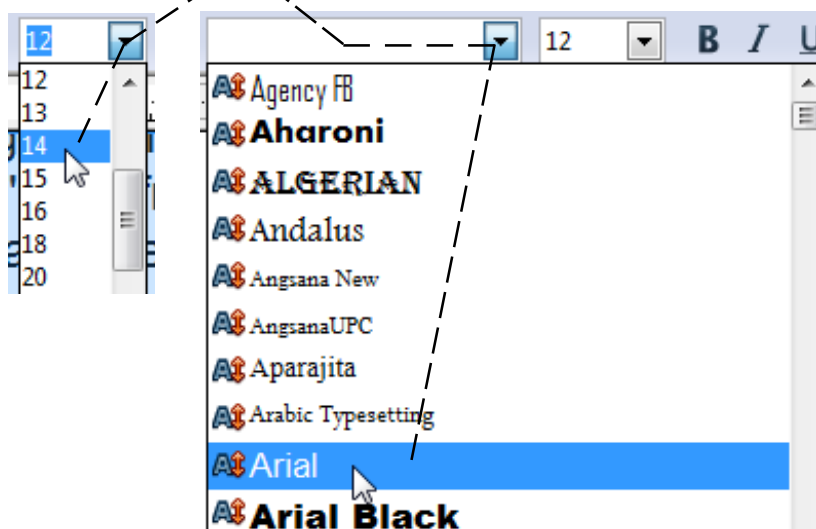 12
12
13
14
15
16
18
20
12 B I U
Agency FB
Aharoni
ALGERIAN
Andalus
Angsana New
AngsanaUPC
Aparajita
Arabic Typesetting
Arial
Arial Black